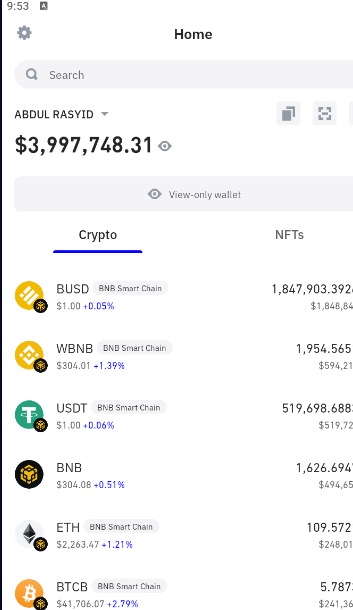 9:53 A
Home
Search
ABDUL RASYID
$3,997,748.31
View-only wallet
Crypto NFTs
BUSD BNB Smart Chain 1,847,903.392
$1.00 +0.05% $1,848,84
WBNB BNB Smart Chain 1,954.565
$304.01 +1.39% $594,21
USDT BNB Smart Chain 519,698.688
$1.00 +0.06% $519,72
BNB 1,626.694
$304.08 +0.51% $494,65
ETH BNB Smart Chain 109.572
$2,263.47 +1.21% $248,01
BTCB BNB Smart Chain 5.787
$41,706.07 +2.79% $241,36